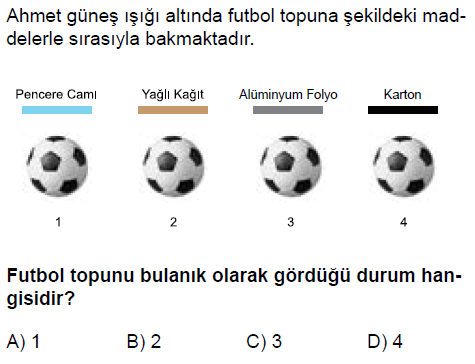 Ahmet güneş ışığı altında futbol topuna şekildeki mad-
delerle sırasıyla bakmaktadır.
Pencere Camı Yağlı Kağıt Alüminyum Folyo Karton
1 2 3 4
Futbol topunu bulanık olarak gördüğü durum han-
gisidir?
A) 1 B) 2 C) 3 D) 4